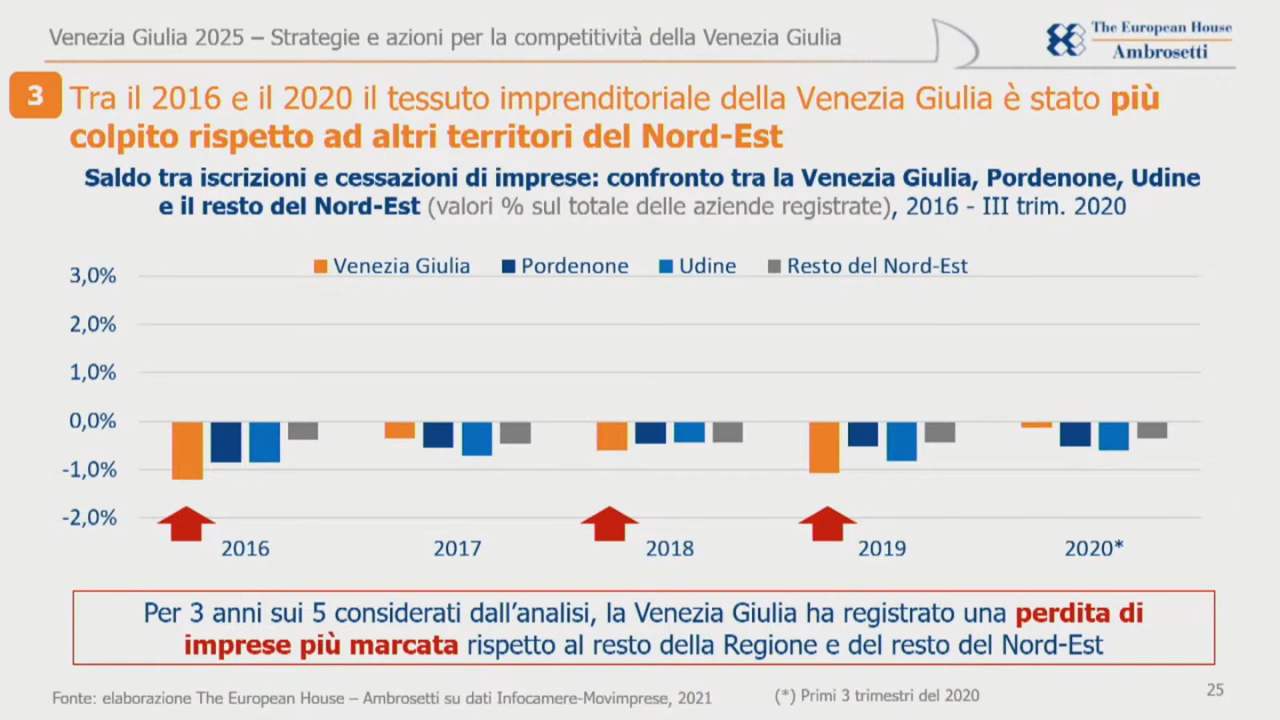 Venezia Giulia 2025 – Strategie e azioni per la competitività della Venezia Giulia
The European House
Ambrosetti
3
Tra il 2016 e il 2020 il tessuto imprenditoriale della Venezia Giulia è stato più
colpito rispetto ad altri territori del Nord-Est
Saldo tra iscrizioni e cessazioni di imprese: confronto tra la Venezia Giulia, Pordenone, Udine
e il resto del Nord-Est (valori % sul totale delle aziende registrate), 2016 - III trim. 2020
Venezia Giulia Pordenone Udine Resto del Nord-Est
3,0%
2,0%
1,0%
0,0%
-1,0%
-2,0%
2016 2017 2018 2019 2020*
Per 3 anni sui 5 considerati dall'analisi, la Venezia Giulia ha registrato una perdita di
imprese più marcata rispetto al resto della Regione e del resto del Nord-Est
Fonte: elaborazione The European House – Ambrosetti su dati Infocamere-Movimprese, 2021
(*) Primi 3 trimestri del 2020
25